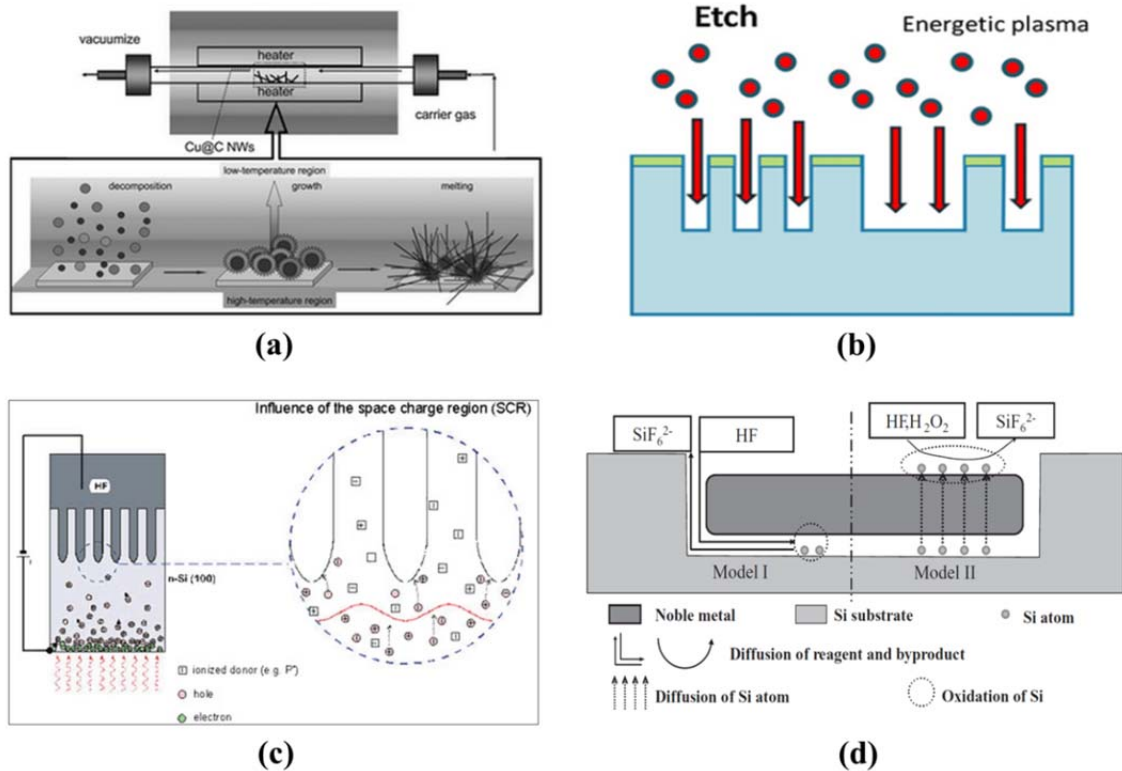 vacuumize
heater
heater
carrier gas
Cu@C NWs
low-temperature region
decomposition
growth
melting
high-temperature region
(a)
Etch
Energetic plasma
(b)
Influence of the space charge region (SCR)
HF
n-Si (100)
ionized donor (e.g. P⁺)
hole
electron
(c)
SiF₆²⁻
HF
HF,H₂O₂
SiF₆²⁻
Model I
Model II
Noble metal
Si substrate
Si atom
Diffusion of reagent and byproduct
Diffusion of Si atom
Oxidation of Si
(d)